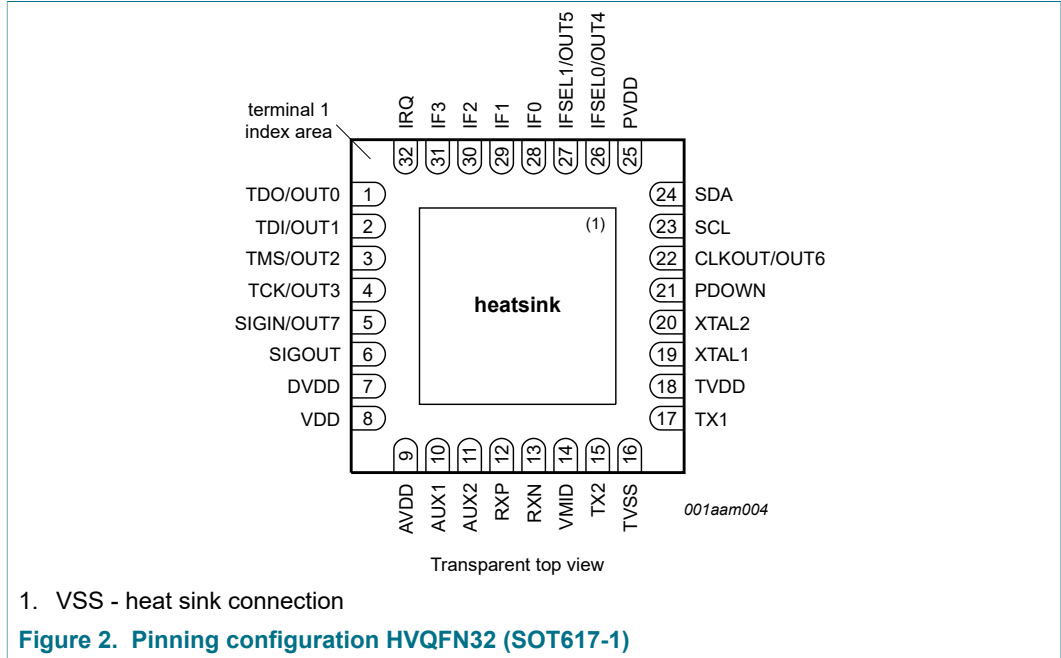 IRQ
IF3
IF2
IF1
IF0
IFSEL1/OUT5
IFSEL0/OUT4
PVDD
terminal 1
index area
32
31
30
29
28
27
26
25
TDO/OUT0 1
TDI/OUT1 2
TMS/OUT2 3
TCK/OUT3 4
SIGIN/OUT7 5
SIGOUT 6
DVDD 7
VDD 8
(1)
heatsink
24 SDA
23 SCL
22 CLKOUT/OUT6
21 PDOWN
20 XTAL2
19 XTAL1
18 TVDD
17 TX1
9
10
11
12
13
14
15
16
AVDD
AUX1
AUX2
RXP
RXN
VMID
TX2
TVSS
001aam004
Transparent top view
1. VSS - heat sink connection
Figure 2. Pinning configuration HVQFN32 (SOT617-1)